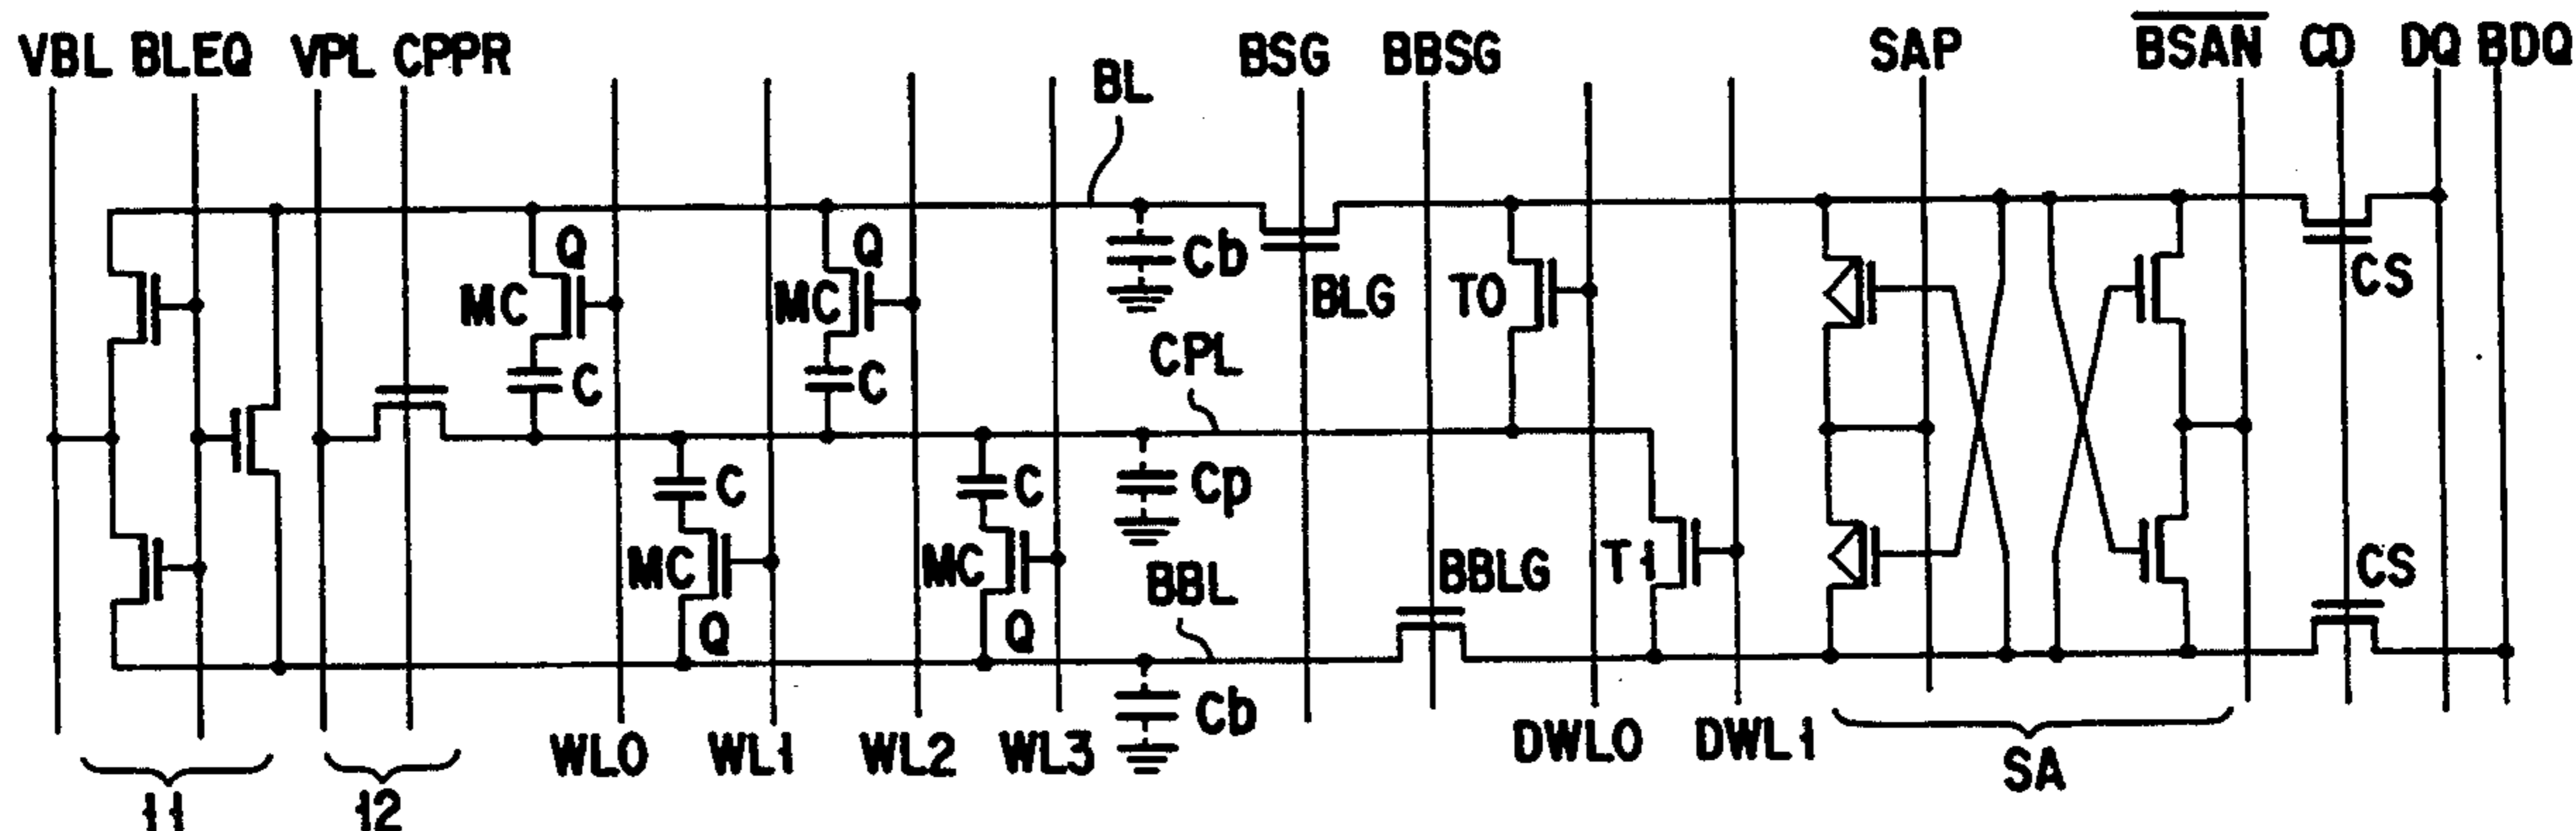 VBL BLEQ VPL CPPR BSG BBSG SAP BSAN CD DQ BDQ
BL
Q Q
MC MC Cb CS
BLG T0
C C CPL
C C Cp
MC MC BBL BBLG T1 CS
Q Q
Cb
WL0 WL1 WL2 WL3 DWL0 DWL1 SA
11 12